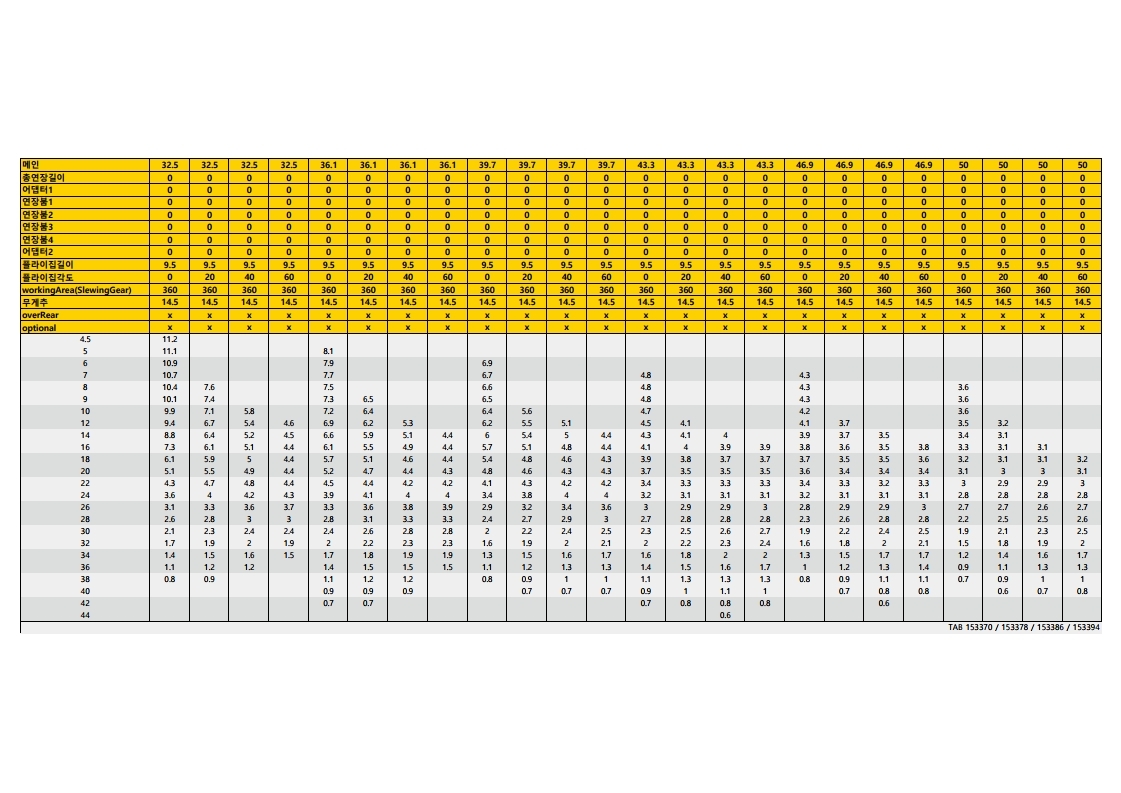 메인 32.5 32.5 32.5 32.5 36.1 36.1 36.1 36.1 39.7 39.7 39.7 39.7 43.3 43.3 43.3 43.3 46.9 46.9 46.9 46.9 50 50 50 50
총연장길이 0 0 0 0 0 0 0 0 0 0 0 0 0 0 0 0 0 0 0 0 0 0 0 0
어댑터1 0 0 0 0 0 0 0 0 0 0 0 0 0 0 0 0 0 0 0 0 0 0 0 0
연장붐1 0 0 0 0 0 0 0 0 0 0 0 0 0 0 0 0 0 0 0 0 0 0 0 0
연장붐2 0 0 0 0 0 0 0 0 0 0 0 0 0 0 0 0 0 0 0 0 0 0 0 0
연장붐3 0 0 0 0 0 0 0 0 0 0 0 0 0 0 0 0 0 0 0 0 0 0 0 0
연장붐4 0 0 0 0 0 0 0 0 0 0 0 0 0 0 0 0 0 0 0 0 0 0 0 0
어댑터2 0 0 0 0 0 0 0 0 0 0 0 0 0 0 0 0 0 0 0 0 0 0 0 0
플라이집길이 9.5 9.5 9.5 9.5 9.5 9.5 9.5 9.5 9.5 9.5 9.5 9.5 9.5 9.5 9.5 9.5 9.5 9.5 9.5 9.5 9.5 9.5 9.5 9.5
플라이집각도 0 20 40 60 0 20 40 60 0 20 40 60 0 20 40 60 0 20 40 60 0 20 40 60
workingArea(SlewingGear) 360 360 360 360 360 360 360 360 360 360 360 360 360 360 360 360 360 360 360 360 360 360 360 360
무게추 14.5 14.5 14.5 14.5 14.5 14.5 14.5 14.5 14.5 14.5 14.5 14.5 14.5 14.5 14.5 14.5 14.5 14.5 14.5 14.5 14.5 14.5 14.5 14.5
overRear x x x x x x x x x x x x x x x x x x x x x x x x
optional x x x x x x x x x x x x x x x x x x x x x x x x
4.5 11.2
5 11.1 8.1
6 10.9 7.9 6.9
7 10.7 7.7 6.7 4.8 4.3
8 10.4 7.6 7.5 6.6 4.8 4.3 3.6
9 10.1 7.4 7.3 6.5 6.5 4.8 4.3 3.6
10 9.9 7.1 5.8 7.2 6.4 6.4 5.6 4.7 4.2 3.6
12 9.4 6.7 5.4 4.6 6.9 6.2 5.3 6.2 5.5 5.1 4.5 4.1 4.1 3.7 3.5 3.2
14 8.8 6.4 5.2 4.5 6.6 5.9 5.1 4.4 6 5.4 5 4.4 4.3 4.1 4 3.9 3.7 3.5 3.4 3.1
16 7.3 6.1 5.1 4.4 6.1 5.5 4.9 4.4 5.7 5.1 4.8 4.4 4.1 4 3.9 3.9 3.8 3.6 3.5 3.8 3.3 3.1 3.1
18 6.1 5.9 5 4.4 5.7 5.1 4.6 4.4 5.4 4.8 4.6 4.3 3.9 3.8 3.7 3.7 3.7 3.5 3.5 3.6 3.2 3.1 3.1 3.2
20 5.1 5.5 4.9 4.4 5.2 4.7 4.4 4.3 4.8 4.6 4.3 4.3 3.7 3.5 3.5 3.5 3.6 3.4 3.4 3.4 3.1 3 3 3.1
22 4.3 4.7 4.8 4.4 4.5 4.4 4.2 4.2 4.1 4.3 4.2 4.2 3.4 3.3 3.3 3.3 3.4 3.3 3.2 3.3 3 2.9 2.9 3
24 3.6 4 4.2 4.3 3.9 4.1 4 4 3.4 3.8 4 4 3.2 3.1 3.1 3.1 3.2 3.1 3.1 3.1 2.8 2.8 2.8 2.8
26 3.1 3.3 3.6 3.7 3.3 3.6 3.8 3.9 2.9 3.2 3.4 3.6 3 2.9 2.9 3 2.8 2.9 2.9 3 2.7 2.7 2.6 2.7
28 2.6 2.8 3 3 2.8 3.1 3.3 3.3 2.4 2.7 2.9 3 2.7 2.8 2.8 2.8 2.3 2.6 2.8 2.8 2.2 2.5 2.5 2.6
30 2.1 2.3 2.4 2.4 2.4 2.6 2.8 2.8 2 2.2 2.4 2.5 2.3 2.5 2.6 2.7 1.9 2.2 2.4 2.5 1.9 2.1 2.3 2.5
32 1.7 1.9 2 1.9 2 2.2 2.3 2.3 1.6 1.9 2 2.1 2 2.2 2.3 2.4 1.6 1.8 2 2.1 1.5 1.8 1.9 2
34 1.4 1.5 1.6 1.5 1.7 1.8 1.9 1.9 1.3 1.5 1.6 1.7 1.6 1.8 2 2 1.3 1.5 1.7 1.7 1.2 1.4 1.6 1.7
36 1.1 1.2 1.2 1.4 1.5 1.5 1.5 1.1 1.2 1.3 1.3 1.4 1.5 1.6 1.7 1 1.2 1.3 1.4 0.9 1.1 1.3 1.3
38 0.8 0.9 1.1 1.2 1.2 0.8 0.9 1 1 1.1 1.3 1.3 1.3 0.8 0.9 1.1 1.1 0.7 0.9 1 1
40 0.9 0.9 0.9 0.7 0.7 0.7 0.9 1 1.1 1 0.7 0.8 0.8 0.6 0.7 0.8
42 0.7 0.7 0.7 0.8 0.8 0.8 0.6
44 0.6
TAB 153370 / 153378 / 153386 / 153394